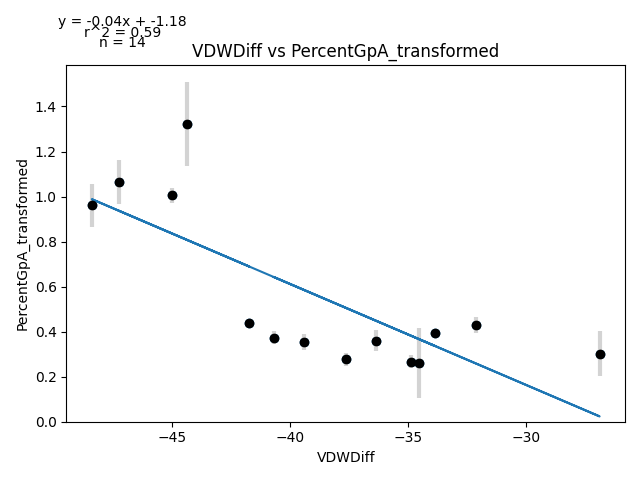 y = -0.04x + -1.18
r^2 = 0.59
n = 14
VDWDiff vs PercentGpA_transformed
PercentGpA_transformed
1.4
1.2
1.0
0.8
0.6
0.4
0.2
0.0
−45
−40
−35
−30
VDWDiff